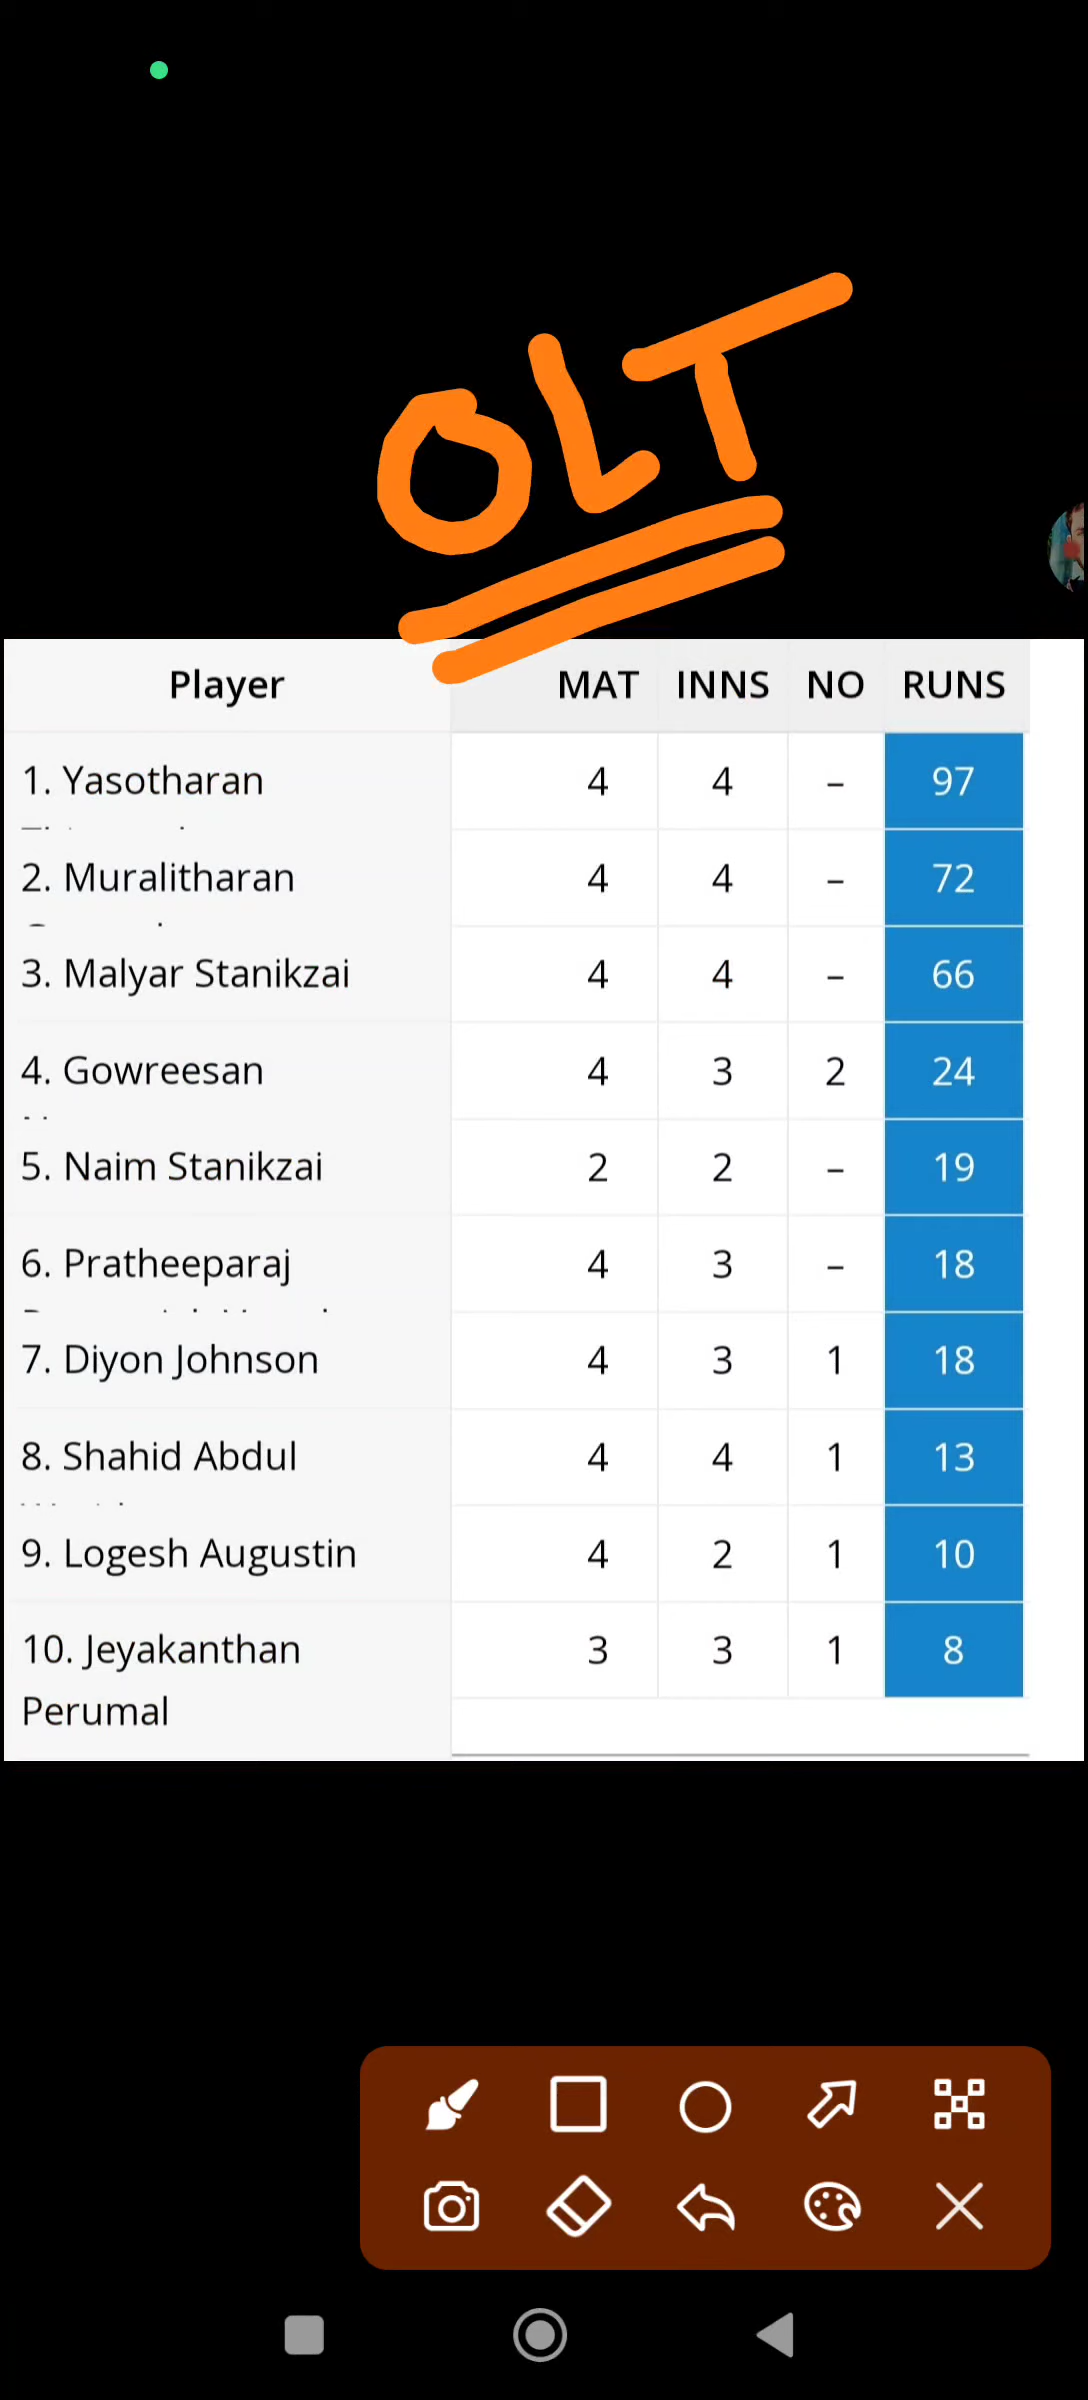 OLT
Player MAT INNS NO RUNS
1. Yasotharan 4 4 – 97
2. Muralitharan 4 4 – 72
3. Malyar Stanikzai 4 4 – 66
4. Gowreesan 4 3 2 24
5. Naim Stanikzai 2 2 – 19
6. Pratheeparaj 4 3 – 18
7. Diyon Johnson 4 3 1 18
8. Shahid Abdul 4 4 1 13
9. Logesh Augustin 4 2 1 10
10. Jeyakanthan 3 3 1 8
Perumal